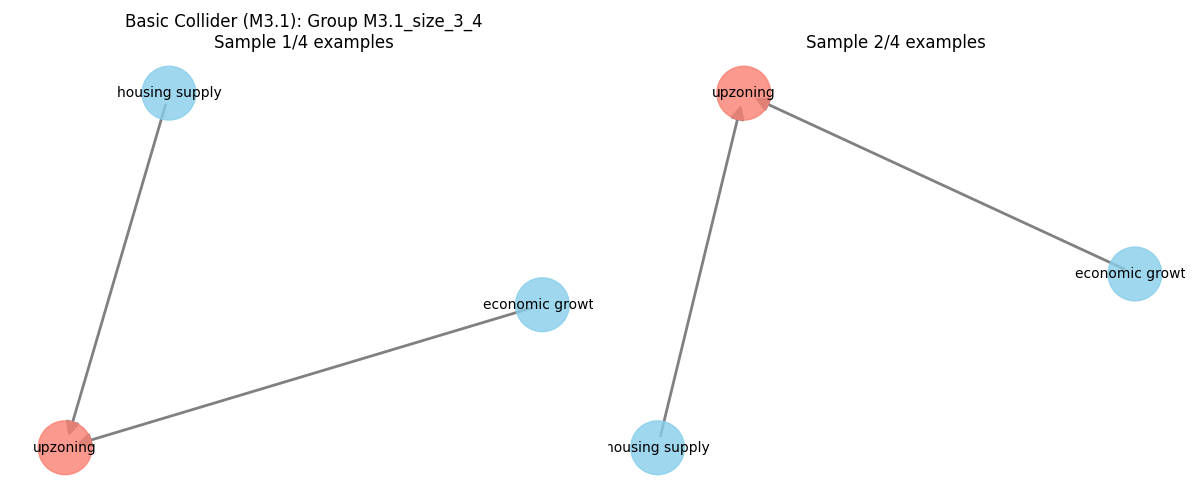 Basic Collider (M3.1): Group M3.1_size_3_4
Sample 1/4 examples
housing supply
economic growt
upzoning
Sample 2/4 examples
upzoning
economic growt
housing supply